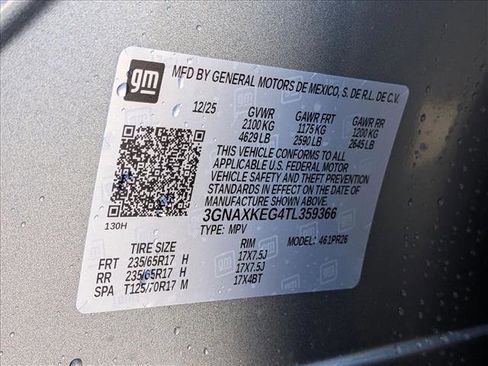 gm
MFD BY GENERAL MOTORS DE MEXICO, S. DE R.L. DE C.V.
12/25 GVWR GAWR FRT GAWR RR
2100 KG 1175 KG 1200 KG
4629 LB 2590 LB 2645 LB
THIS VEHICLE CONFORMS TO ALL
APPLICABLE U.S. FEDERAL MOTOR
VEHICLE SAFETY AND THEFT PREVENTION
STANDARDS IN EFFECT ON THE DATE OF
MANUFACTURE SHOWN ABOVE.
3GNAXKEG4TL359366
130H TYPE: MPV MODEL: 461PR26
TIRE SIZE RIM
FRT 235/65R17 H 17X7.5J
RR 235/65R17 H 17X7.5J
SPA T125/70R17 M 17X4BT